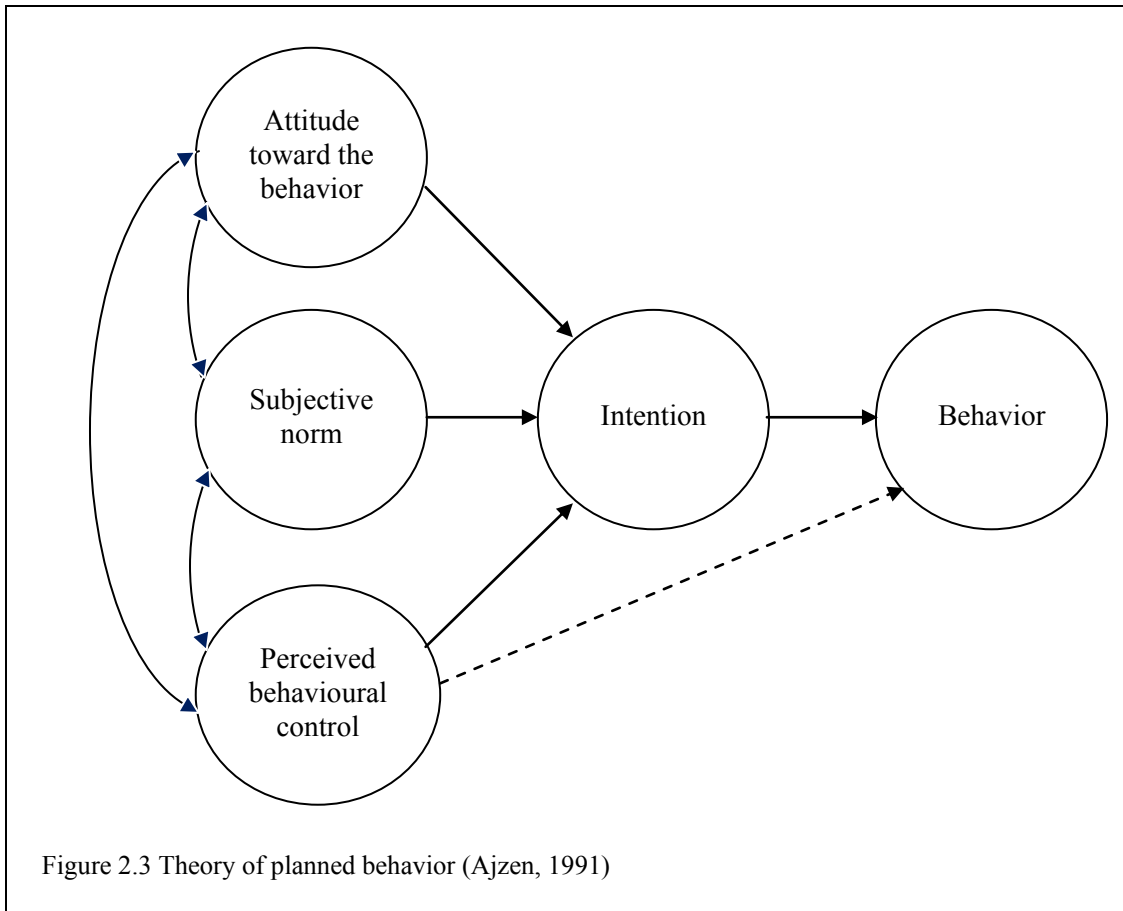 Attitude
toward the
behavior
Subjective
norm
Intention
Behavior
Perceived
behavioural
control
Figure 2.3 Theory of planned behavior (Ajzen, 1991)